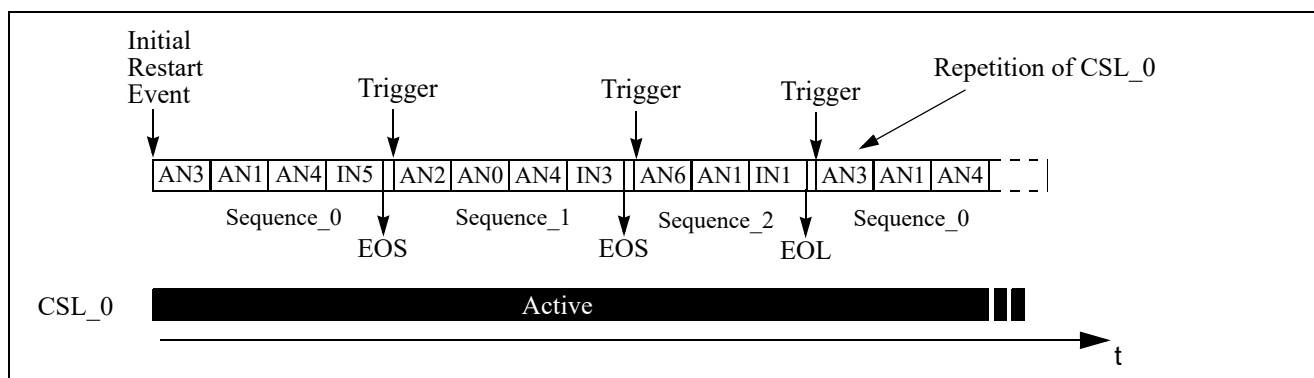 Initial
Restart
Event
Trigger
Trigger
Trigger
Repetition of CSL_0
AN3 AN1 AN4 IN5 AN2 AN0 AN4 IN3 AN6 AN1 IN1 AN3 AN1 AN4
Sequence_0 Sequence_1 Sequence_2 Sequence_0
EOS EOS EOL
CSL_0 Active
t